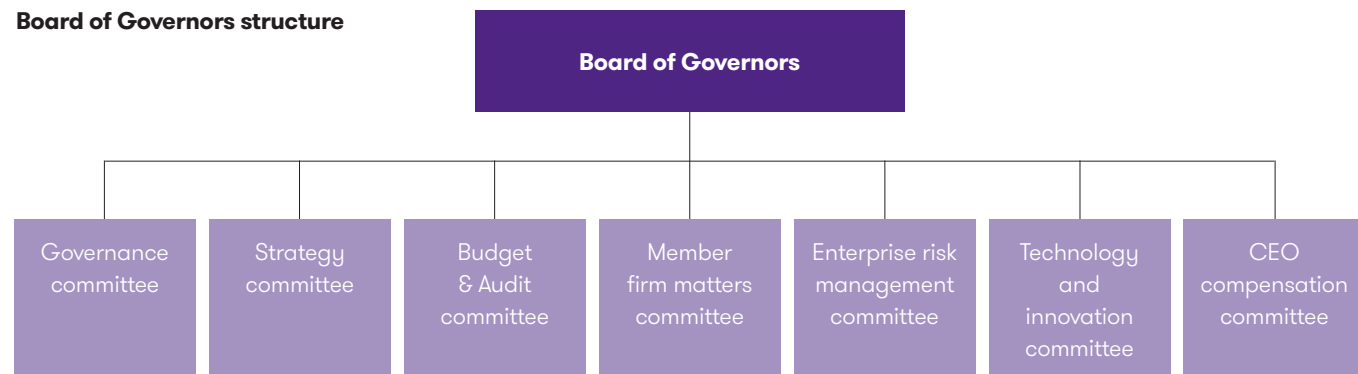 Board of Governors structure
Board of Governors
Governance
committee
Strategy
committee
Budget
& Audit
committee
Member
firm matters
committee
Enterprise risk
management
committee
Technology
and
innovation
committee
CEO
compensation
committee